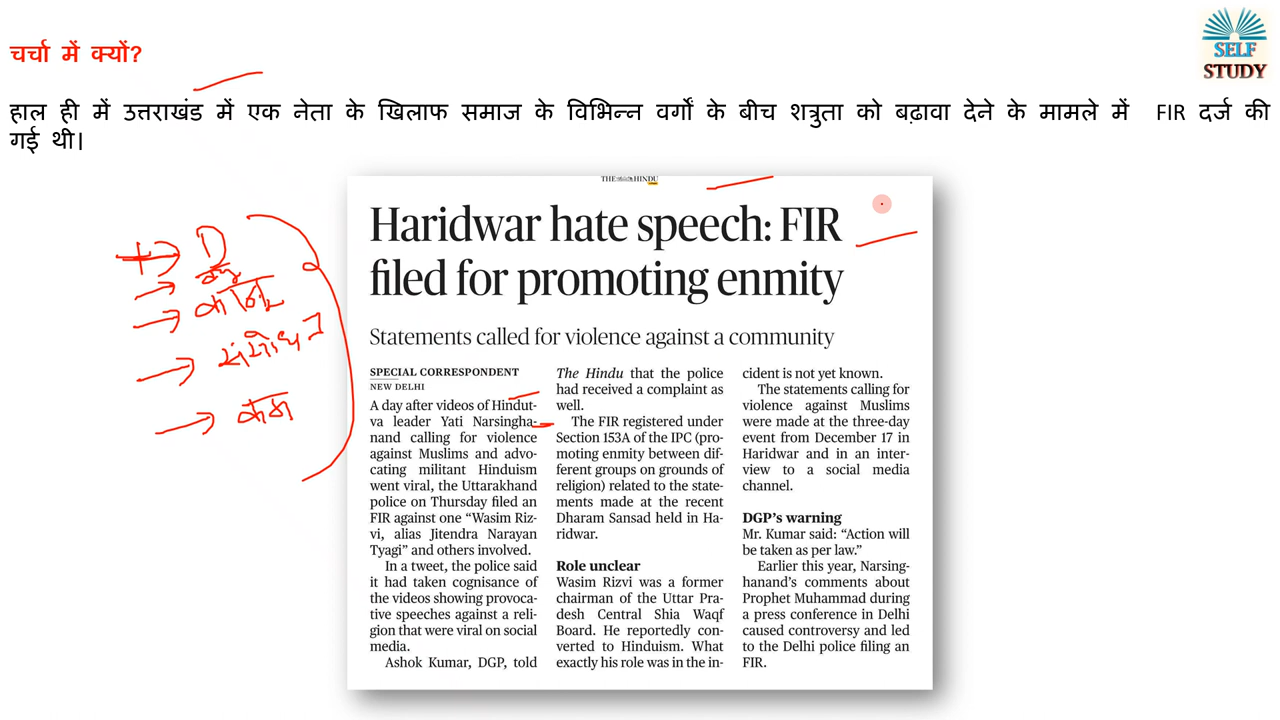 चर्चा में क्यों?
SELF
STUDY
हाल ही में उत्तराखंड में एक नेता के खिलाफ समाज के विभिन्न वर्गों के बीच शत्रुता को बढ़ावा देने के मामले में FIR दर्ज की
गई थी।
THE HINDU
Haridwar hate speech: FIR
filed for promoting enmity
Statements called for violence against a community
SPECIAL CORRESPONDENT
NEW DELHI
A day after videos of Hindut-
va leader Yati Narsingha-
nand calling for violence
against Muslims and advo-
cating militant Hinduism
went viral, the Uttarakhand
police on Thursday filed an
FIR against one “Wasim Riz-
vi, alias Jitendra Narayan
Tyagi” and others involved.
In a tweet, the police said
it had taken cognisance of
the videos showing provoca-
tive speeches against a reli-
gion that were viral on social
media.
Ashok Kumar, DGP, told
The Hindu that the police
had received a complaint as
well.
The FIR registered under
Section 153A of the IPC (pro-
moting enmity between dif-
ferent groups on grounds of
religion) related to the state-
ments made at the recent
Dharam Sansad held in Ha-
ridwar.
Role unclear
Wasim Rizvi was a former
chairman of the Uttar Pra-
desh Central Shia Waqf
Board. He reportedly con-
verted to Hinduism. What
exactly his role was in the in-
cident is not yet known.
The statements calling for
violence against Muslims
were made at the three-day
event from December 17 in
Haridwar and in an inter-
view to a social media
channel.
DGP’s warning
Mr. Kumar said: “Action will
be taken as per law.”
Earlier this year, Narsing-
hanand’s comments about
Prophet Muhammad during
a press conference in Delhi
caused controversy and led
to the Delhi police filing an
FIR.
D